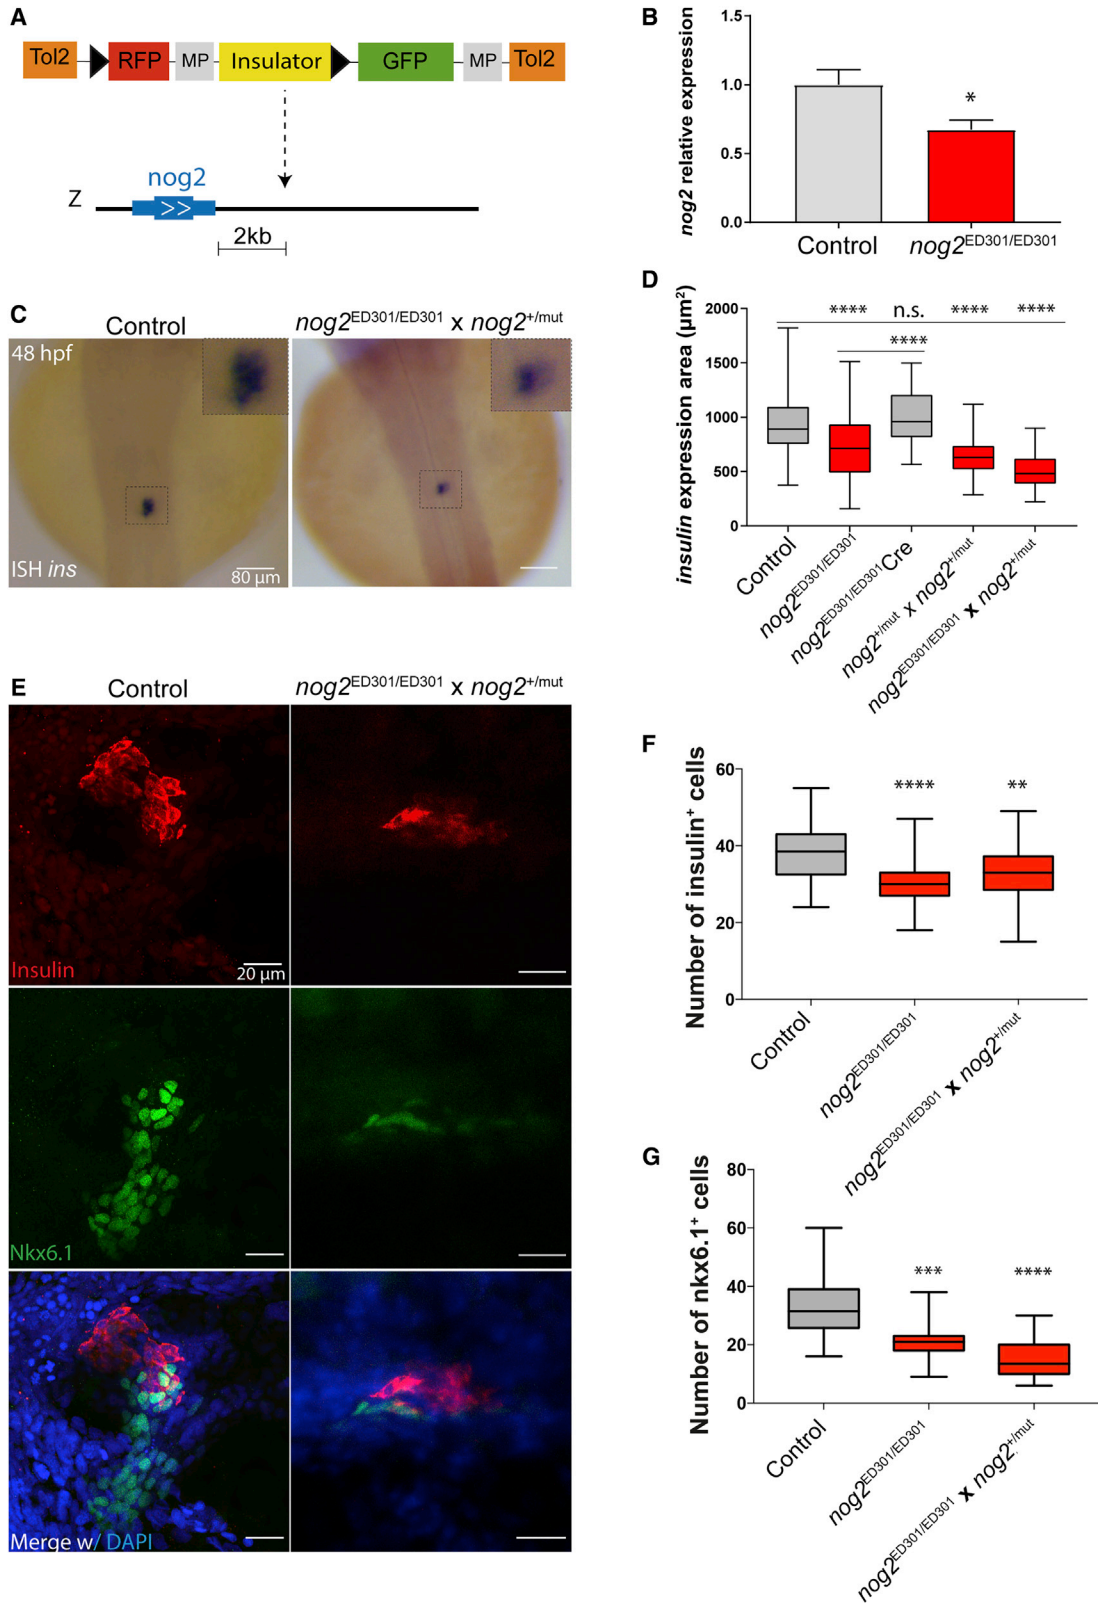 A
Tol2 RFP MP Insulator GFP MP Tol2
nog2
>>
Z
2kb
B
nog2 relative expression
1.5
1.0
0.5
0.0
*
Control nog2ED301/ED301
C
Control nog2ED301/ED301 x nog2+/mut
48 hpf
ISH ins
80 µm
D
insulin expression area (µm²)
2000
1500
1000
500
0
**** n.s. **** ****
****
Control
nog2ED301/ED301
nog2ED301/ED301Cre
nog2+/mut x nog2+/mut
nog2ED301/ED301 x nog2+/mut
E
Control nog2ED301/ED301 x nog2+/mut
Insulin
20 µm
Nkx6.1
Merge w/ DAPI
F
Number of insulin+ cells
60
40
20
0
**** **
Control
nog2ED301/ED301
nog2ED301/ED301 x nog2+/mut
G
Number of nkx6.1+ cells
80
60
40
20
0
*** ****
Control
nog2ED301/ED301
nog2ED301/ED301 x nog2+/mut